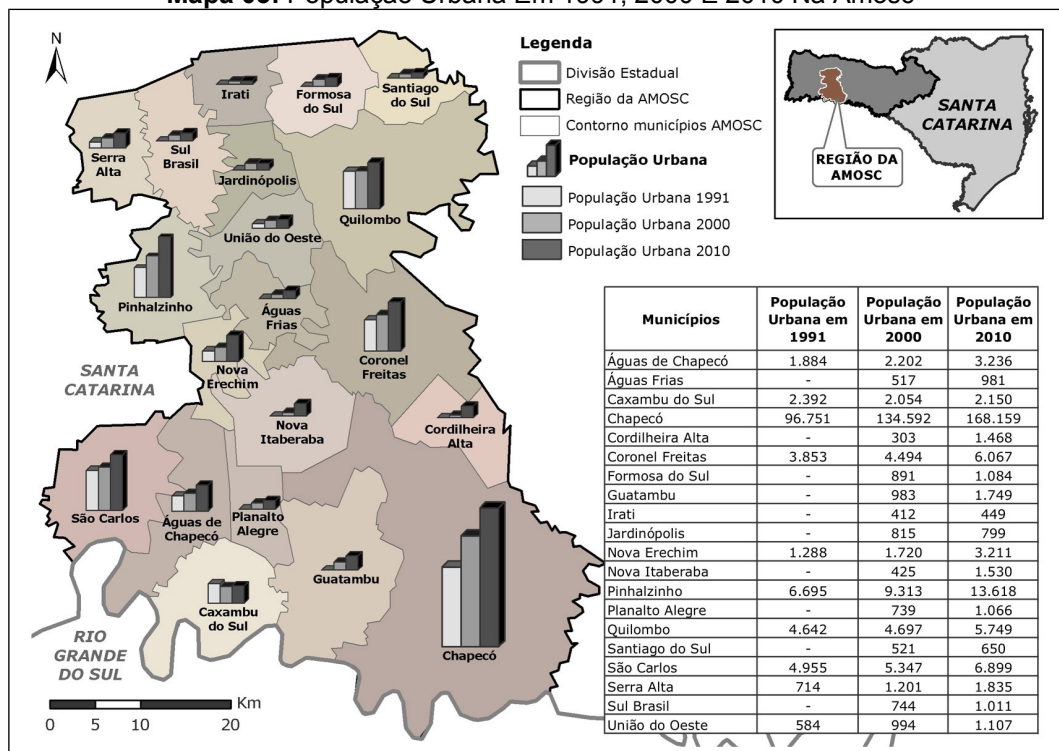 Mapa 05: População Urbana Em 1991, 2000 E 2010 Na Amosc
N
Irati
Formosa
do Sul
Santiago
do Sul
Serra
Alta
Sul
Brasil
Jardinópolis
Quilombo
União do Oeste
Pinhalzinho
Águas
Frias
Coronel
Freitas
Nova
Erechim
SANTA
CATARINA
Nova
Itaberaba
Cordilheira
Alta
São Carlos
Águas de
Chapecó
Planalto
Alegre
Guatambu
Caxambu
do Sul
Chapecó
RIO
GRANDE
DO SUL
Km
0 5 10 20
Legenda
Divisão Estadual
Região da AMOSC
Contorno municípios AMOSC
População Urbana
População Urbana 1991
População Urbana 2000
População Urbana 2010
SANTA
CATARINA
REGIÃO DA
AMOSC
Municípios População Urbana em 1991 População Urbana em 2000 População Urbana em 2010
Águas de Chapecó 1.884 2.202 3.236
Águas Frias - 517 981
Caxambu do Sul 2.392 2.054 2.150
Chapecó 96.751 134.592 168.159
Cordilheira Alta - 303 1.468
Coronel Freitas 3.853 4.494 6.067
Formosa do Sul - 891 1.084
Guatambu - 983 1.749
Irati - 412 449
Jardinópolis - 815 799
Nova Erechim 1.288 1.720 3.211
Nova Itaberaba - 425 1.530
Pinhalzinho 6.695 9.313 13.618
Planalto Alegre - 739 1.066
Quilombo 4.642 4.697 5.749
Santiago do Sul - 521 650
São Carlos 4.955 5.347 6.899
Serra Alta 714 1.201 1.835
Sul Brasil - 744 1.011
União do Oeste 584 994 1.107